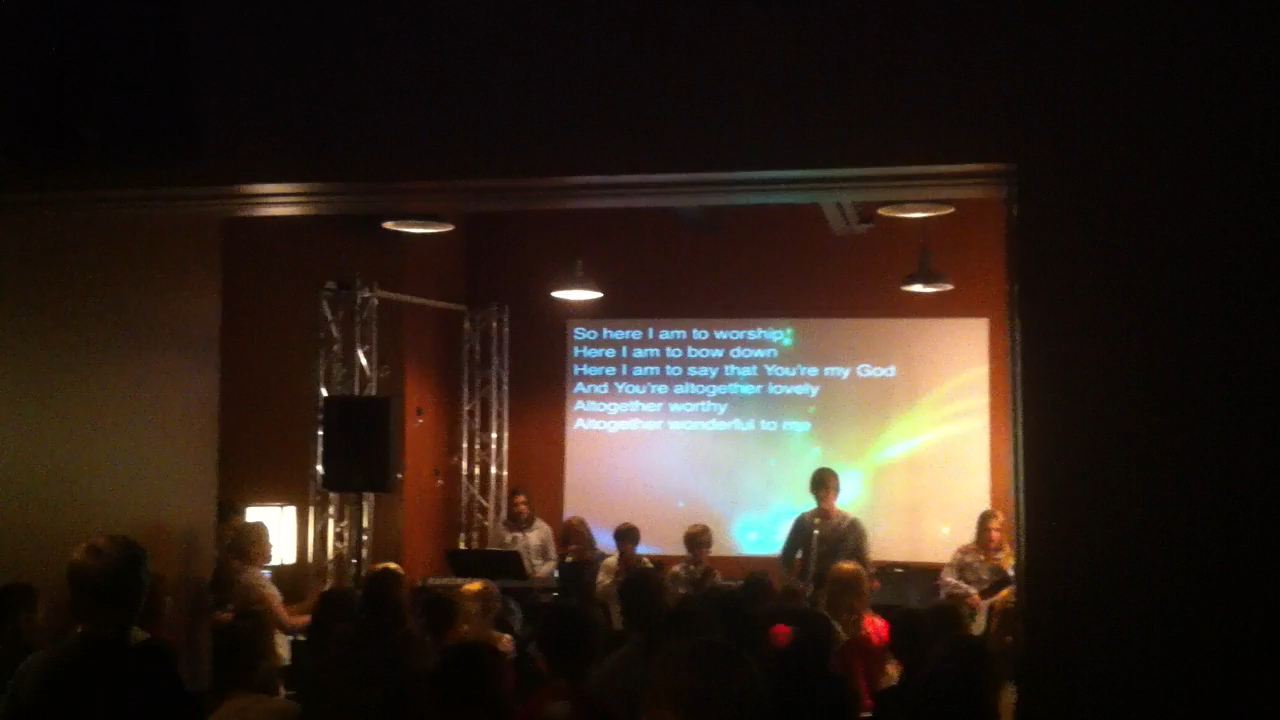 So here I am to worship
Here I am to bow down
Here I am to say that You're my God
And You're altogether lovely
Altogether worthy
Altogether wonderful to me